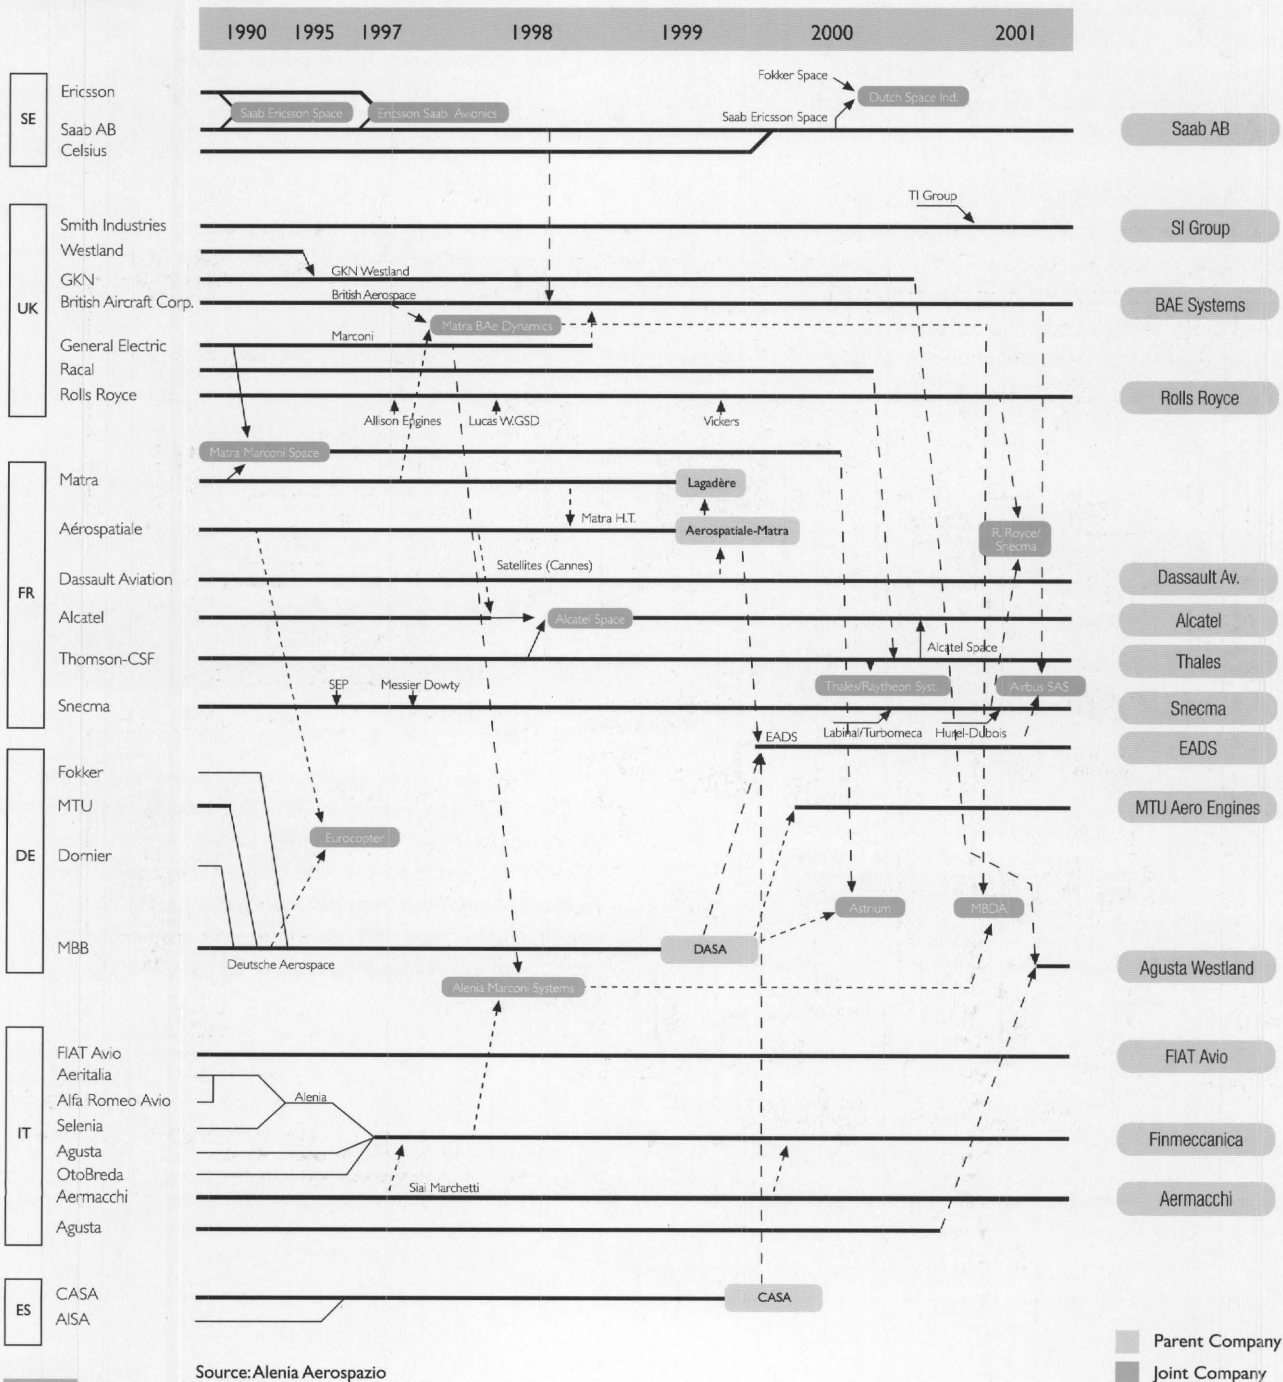 1990 1995 1997 1998 1999 2000 2001
SE
Ericsson
Saab AB
Celsius
Saab Ericsson Space
Ericsson Saab Avionics
Fokker Space
Dutch Space Ind.
Saab Ericsson Space
Saab AB
UK
Smith Industries
Westland
GKN
British Aircraft Corp.
General Electric
Racal
Rolls Royce
TI Group
GKN Westland
British Aerospace
Matra BAe Dynamics
Marconi
Allison Engines
Lucas W.GSD
Vickers
SI Group
BAE Systems
Rolls Royce
Matra Marconi Space
FR
Matra
Aérospatiale
Dassault Aviation
Alcatel
Thomson-CSF
Snecma
Lagadère
Matra H.T.
Aerospatiale-Matra
R. Royce/
Snecma
Satellites (Cannes)
Alcatel Space
Alcatel Space
SEP
Messier Dowty
Thales/Raytheon Syst.
Airbus SAS
Labinal/Turbomeca
Hurel-Dubois
EADS
Dassault Av.
Alcatel
Thales
Snecma
EADS
DE
Fokker
MTU
Dornier
MBB
Eurocopter
Deutsche Aerospace
DASA
Astrium
MBDA
Alenia Marconi Systems
MTU Aero Engines
Agusta Westland
IT
FIAT Avio
Aeritalia
Alfa Romeo Avio
Selenia
Agusta
OtoBreda
Aermacchi
Agusta
Alenia
Siai Marchetti
FIAT Avio
Finmeccanica
Aermacchi
ES
CASA
AISA
CASA
Parent Company
Joint Company
Source: Alenia Aerospazio